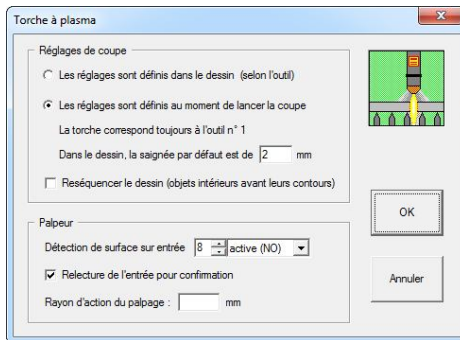 Torche à plasma
Réglages de coupe
Les réglages sont définis dans le dessin (selon l'outil)
Les réglages sont définis au moment de lancer la coupe
La torche correspond toujours à l'outil n° 1
Dans le dessin, la saignée par défaut est de 2 mm
Reséquencer le dessin (objets intérieurs avant leurs contours)
OK
Palpeur
Détection de surface sur entrée 8 active (NO)
Relecture de l'entrée pour confirmation
Annuler
Rayon d'action du palpage : mm